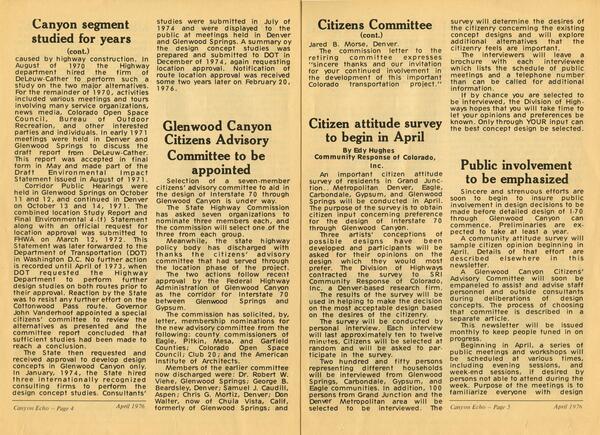 Canyon segment
studied for years
(cont.)
caused by highway construction. In
August of 1970 the Highway
department hired the firm of
DeLeuw-Cather to perform such a
study on the two major alternatives.
For the remainder of 1970, activities
included various meetings and tours
involving many service organizations,
news media, Colorado Open Space
Council, Bureau of Outdoor
Recreation, and other interested
parties and individuals. In early 1971
meetings were held in Denver and
Glenwood Springs to discuss the
draft report from DeLeuw-Cather.
This report was accepted in final
form in May and made part of the
Draft Environmental Impact
Statement issued in August of 1971.
Corridor Public Hearings were
held in Glenwood Springs on October
11 and 12, and continued in Denver
on October 13 and 14, 1971. The
combined location Study Report and
Final Environmental 4-(f) Statement
along with an official request for
location approval was submitted to
FHWA on March 12, 1972. This
Statement was later forwarded to the
Department of Transportation (DOT)
in Washington D.C. No further action
is recorded until April of 1973, when
DOT requested the Highway
Department to perform further
design studies on both routes prior to
their approval. Reaction by the State
was to resist any further effort on the
Cottonwood Pass route. Governor
John Vanderhoof appointed a special
citizens' committee to review the
alternatives as presented and the
committee report concluded that
sufficient studies had been made to
reach a conclusion.
The State then requested and
received approval to develop design
concepts in Glenwood Canyon only.
In January, 1974, the State hired
three internationally recognized
consulting firms to perform the
design concept studies. Consultants'
studies were submitted in July of
1974 and were displayed to the
public at meetings held in Denver
and Glenwood Springs. A summary of
the design concept studies was
prepared and submitted to DOT in
December of 1974, again requesting
location approval. Notification of
route location approval was received
some two years later on February 20,
1976.
Glenwood Canyon
Citizens Advisory
Committee to be
appointed
Selection of a seven-member
citizens' advisory committee to aid in
the design of Interstate 70 through
Glenwood Canyon is under way.
The State Highway Commission
has asked seven organizations to
nominate three members each, and
the commission will select one of the
three from each group.
Meanwhile, the state highway
policy body has discharged with
thanks the citizens' advisory
committee that had served through
the location phase of the project.
The two actions follow recent
approval by the Federal Highway
Administration of Glenwood Canyon
as the corridor for Interstate 70
between Glenwood Springs and
Gypsum.
The commission has solicited, by
letter, membership nominations for
the new advisory committee from the
following: county commissioners of
Eagle, Pitkin, Mesa, and Garfield
Counties; Colorado Open Space
Council; Club 20; and the American
Institute of Architects.
Members of the earlier committee
now discharged were: Dr. Robert W.
Viehe, Glenwood Springs; George B.
Beardsley, Denver; Samuel J. Caudill,
Aspen; Chris G. Mortiz, Denver; Don
Walter, now of Chula Vista, Calif,
formerly of Glenwood Springs; and
Canyon Echo — Page 4
April 1976
Citizens Committee
(cont.)
Jared B. Morse, Denver.
The commission letter to the
retiring committee expresses
"sincere thanks and our invitation
for your continued involvement in
the development of this important
Colorado transportation project."
Citizen attitude survey
to begin in April
By Edy Hughes
Community Response of Colorado,
Inc.
An important citizen attitude
survey of residents in Grand Junc-
tion, Metropolitan Denver, Eagle,
Carbondale, Gypsum, and Glenwood
Springs will be conducted in April.
The purpose of the survey is to obtain
citizen input concerning preference
for the design of Interstate 70
through Glenwood Canyon.
Three artists' conceptions of
possible designs have been
developed and participants will be
asked for their opinions on the
design which they would most
prefer. The Division of Highways
contracted the survey to SRI
Community Response of Colorado,
Inc., a Denver-based research firm.
The results of the survey will be
used in helping to make the decision
on the most acceptable design based
on the desires of the citizenry.
The survey will be conducted by
personal interview. Each interview
will last approximately ten to twelve
minutes. Citizens will be selected at
random and will be asked to par-
ticipate in the survey.
Two hundred and fifty persons
representing different households
will be interviewed from Glenwood
Springs, Carbondale, Gypsum, and
Eagle communities. In addition, 100
persons from Grand Junction and the
Denver Metropolitan area will be
selected to be interviewed. The
survey will determine the desires of
the citizenry concerning the existing
concept designs and will explore
additional alternatives that the
citizenry feels are important.
The interviewers will leave a
brochure with each interviewee
which lists the schedule of public
meetings and a telephone number
than can be called for additional
information.
If by chance you are selected to
be interviewed, the Division of High-
ways hopes that you will take time to
let your opinions and preferences be
known. Only through YOUR input can
the best concept design be selected.
Public involvement
to be emphasized
Sincere and strenuous efforts are
soon to begin to insure public
involvement in design decisions to be
made before detailed design of I-70
through Glenwood Canyon can
commence. Preliminaries are ex-
pected to take at least a year.
A community attitude survey will
sample citizen opinion beginning in
April. Details of that effort are
described elsewhere in this
newsletter.
A Glenwood Canyon Citizens'
Advisory Committee will soon be
empaneled to assist and advise staff
personnel and outside consultants
during deliberations of design
concepts. The process of choosing
that committee is described in a
separate article.
This newsletter will be issued
monthly to keep people tuned in on
progress.
Beginning in April, a series of
public meetings and workshops will
be scheduled at various times,
including evening sessions, and
week-end sessions, if desired by
persons not able to attend during the
week. Purpose of the meetings is to
familiarize everyone with design
Canyon Echo — Page 5
April 1976